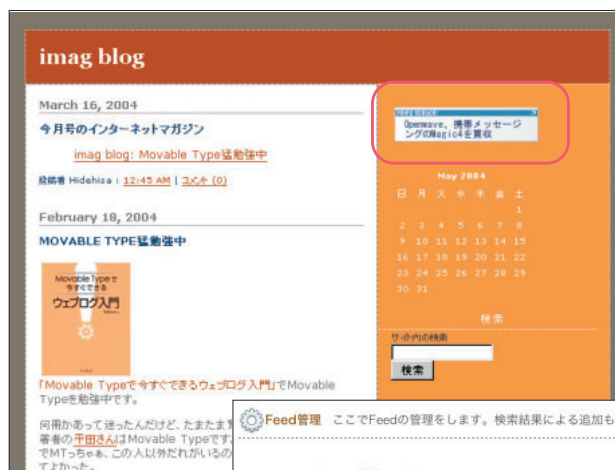 imag blog
March 16, 2004
今月号のインターネットマガジン
imag blog: Movable Type猛勉強中
投稿者 Hidehisa : 12:45 AM | コメント (0)
February 18, 2004
MOVABLE TYPE猛勉強中
Movable Typeで
今すぐできる
ウェブログ入門
「Movable Typeで今すぐできるウェブログ入門」でMovable
Typeを勉強中です。
何冊かあって迷ったんだけど、たまたま
著者の平田さんはMovable Typeです。
でMTっちゃぁ、この人以外だれがいるの
てよかった。
Openwave、携帯メッセージ
ングのMagic4を買収
May 2004
日 月 火 水 木 金 土
1
2 3 4 5 6 7 8
9 10 11 12 13 14 15
16 17 18 19 20 21 22
23 24 25 26 27 28 29
30 31
検索
サイト内の検索
検索
Feed管理 ここでFeedの管理をします。検索結果による追加も